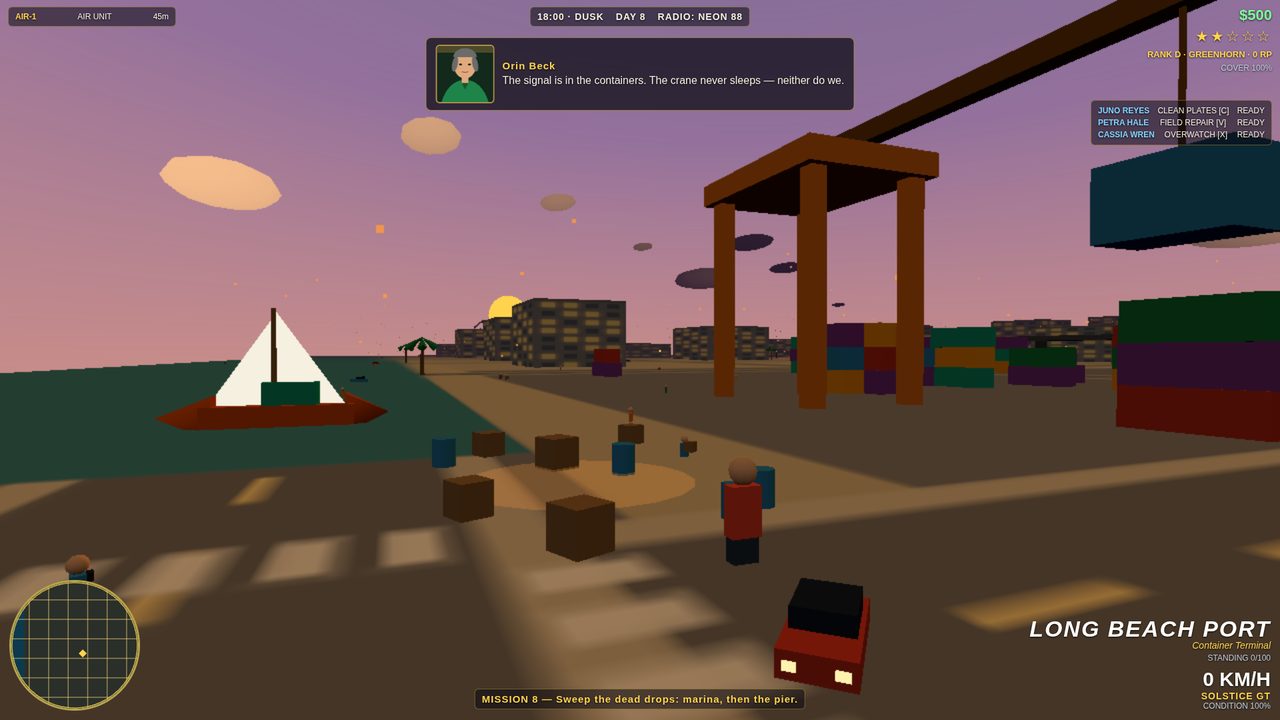 AIR-1 AIR UNIT 45m
18:00 · DUSK DAY 8 RADIO: NEON 88
$500
★★☆☆☆
RANK D · GREENHORN · 0 RP
COVER 100%
Orin Beck
The signal is in the containers. The crane never sleeps — neither do we.
JUNO REYES CLEAN PLATES [C] READY
PETRA HALE FIELD REPAIR [V] READY
CASSIA WREN OVERWATCH [X] READY
LONG BEACH PORT
Container Terminal
STANDING 0/100
0 KM/H
SOLSTICE GT
CONDITION 100%
MISSION 8 — Sweep the dead drops: marina, then the pier.